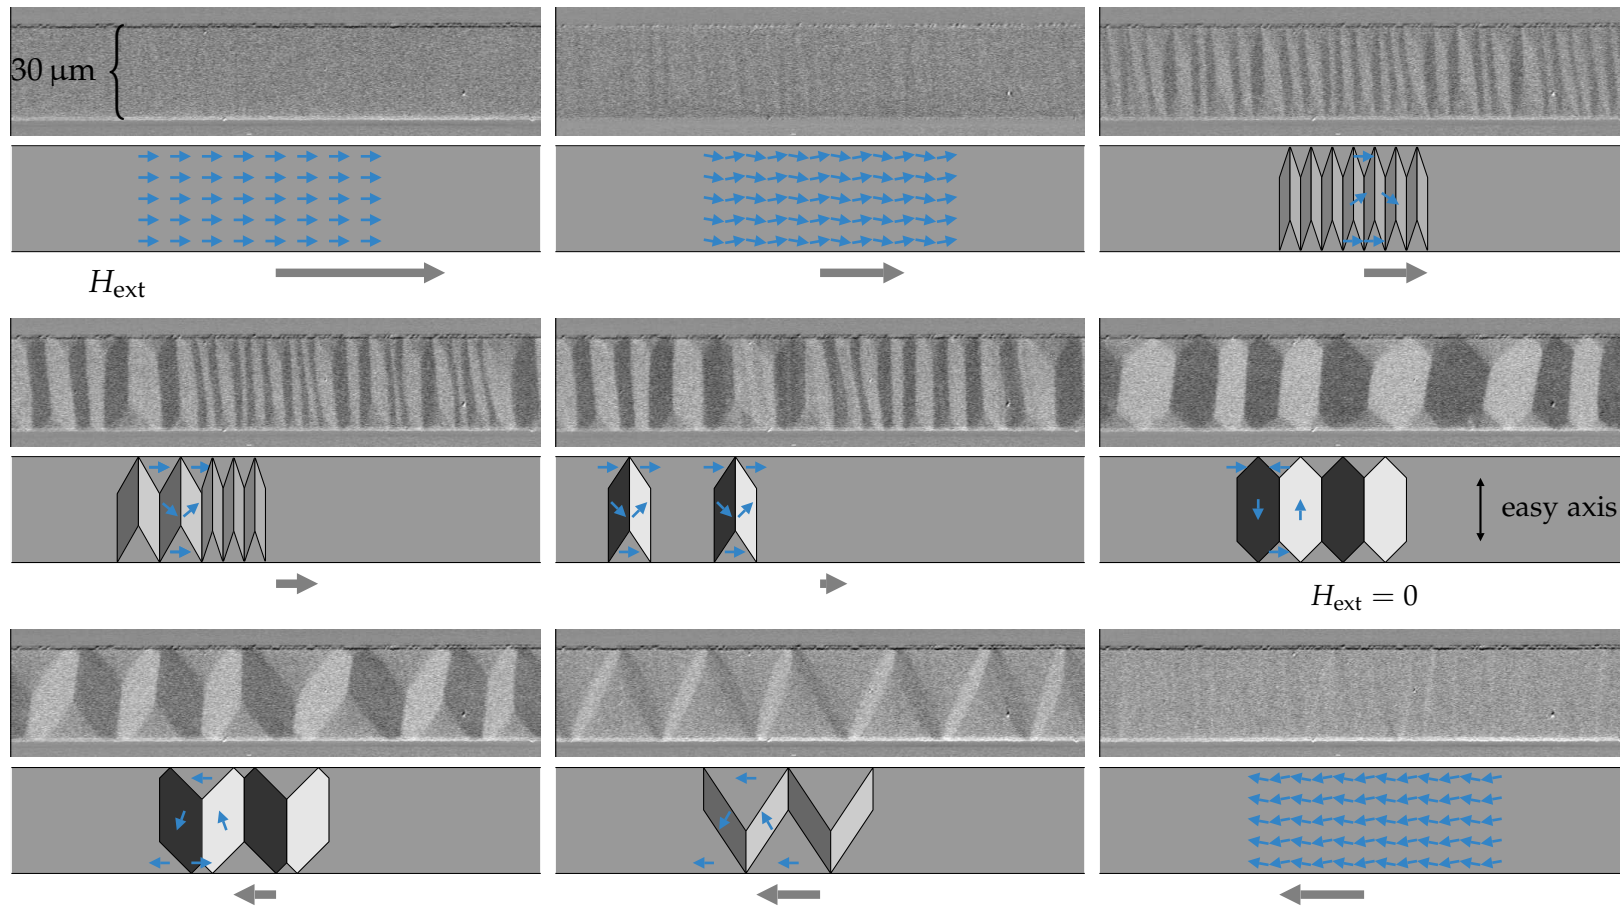 30 μm
H_ext
easy axis
H_ext = 0